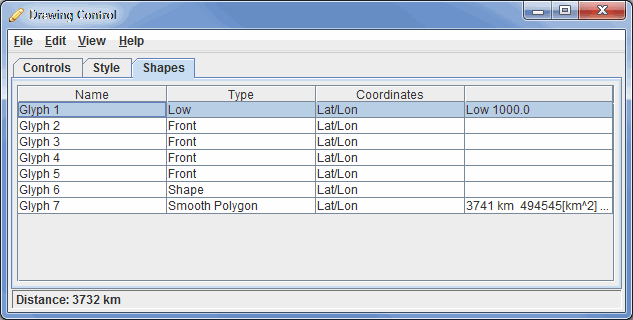 Drawing Control
File Edit View Help
Controls Style Shapes
Name Type Coordinates
Glyph 1 Low Lat/Lon Low 1000.0
Glyph 2 Front Lat/Lon
Glyph 3 Front Lat/Lon
Glyph 4 Front Lat/Lon
Glyph 5 Front Lat/Lon
Glyph 6 Shape Lat/Lon
Glyph 7 Smooth Polygon Lat/Lon 3741 km 494545[km^2] ...
Distance: 3732 km